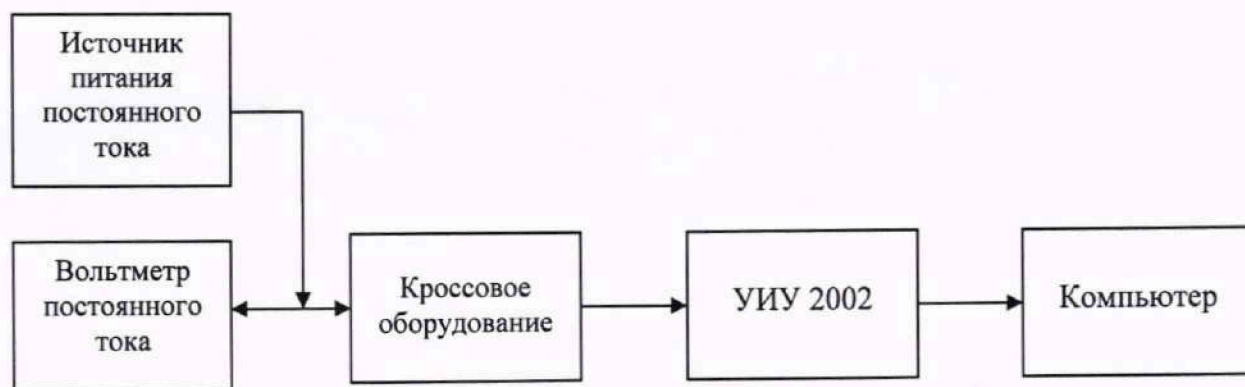 Источник
питания
постоянного
тока
Вольтметр
постоянного
тока
Кроссовое
оборудование
УИУ 2002
Компьютер